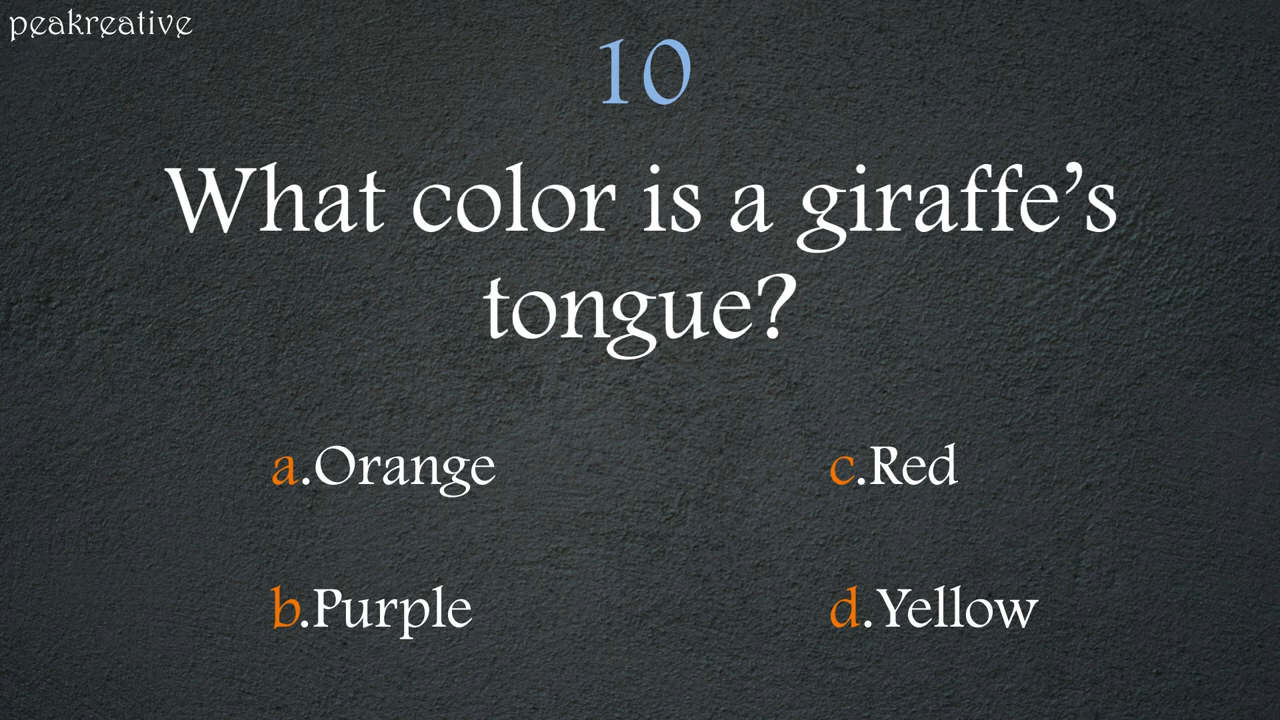 peakreative
10
What color is a giraffe’s
tongue?
a.Orange
c.Red
b.Purple
d.Yellow